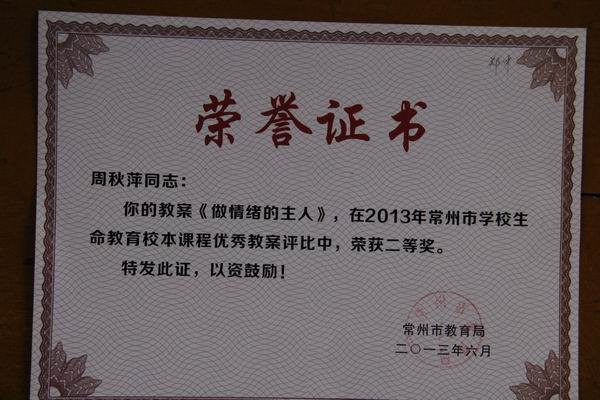 荣誉证书
周秋萍同志：
你的教案《做情绪的主人》，在2013年常州市学校生
命教育校本课程优秀教案评比中，荣获二等奖。
特发此证，以资鼓励！
常州市教育局
二〇一三年六月